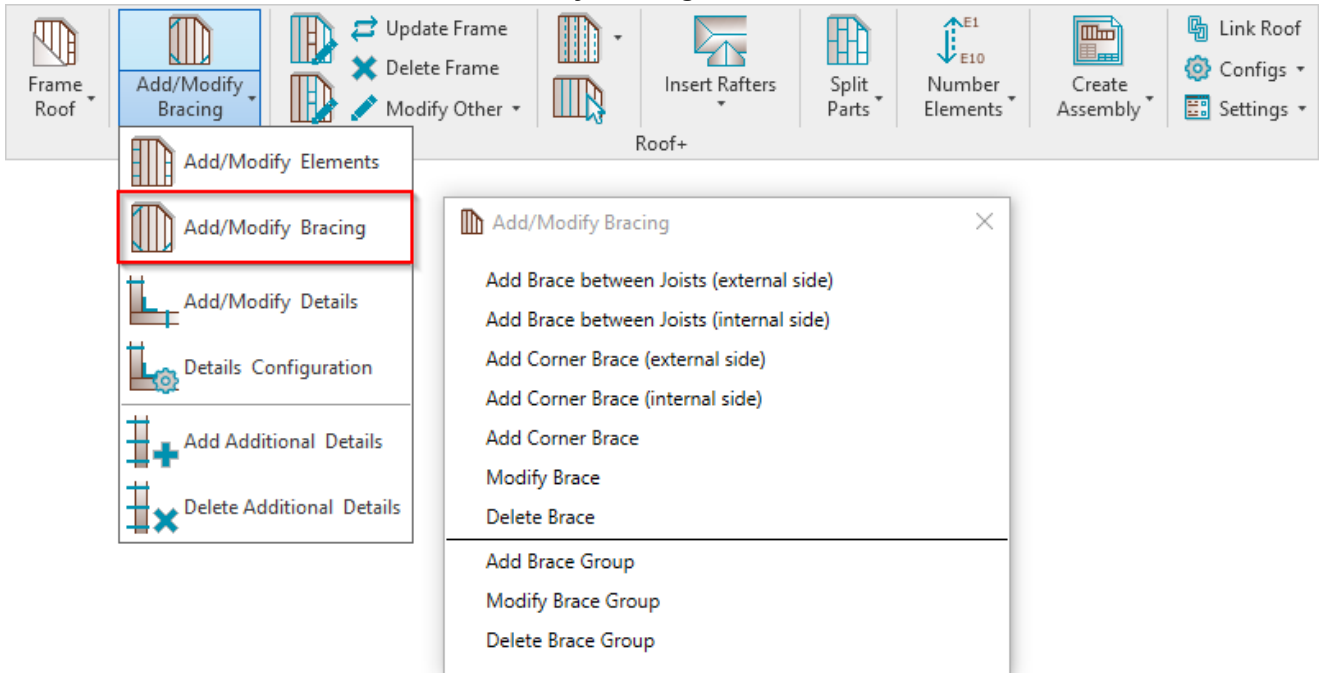 Frame
Roof
Add/Modify
Bracing
Update Frame
Delete Frame
Modify Other
Insert Rafters
Split
Parts
E1
E10
Number
Elements
Create
Assembly
Link Roof
Configs
Settings
Roof+
Add/Modify Elements
Add/Modify Bracing
Add/Modify Details
Details Configuration
Add Additional Details
Delete Additional Details
Add/Modify Bracing
Add Brace between Joists (external side)
Add Brace between Joists (internal side)
Add Corner Brace (external side)
Add Corner Brace (internal side)
Add Corner Brace
Modify Brace
Delete Brace
Add Brace Group
Modify Brace Group
Delete Brace Group